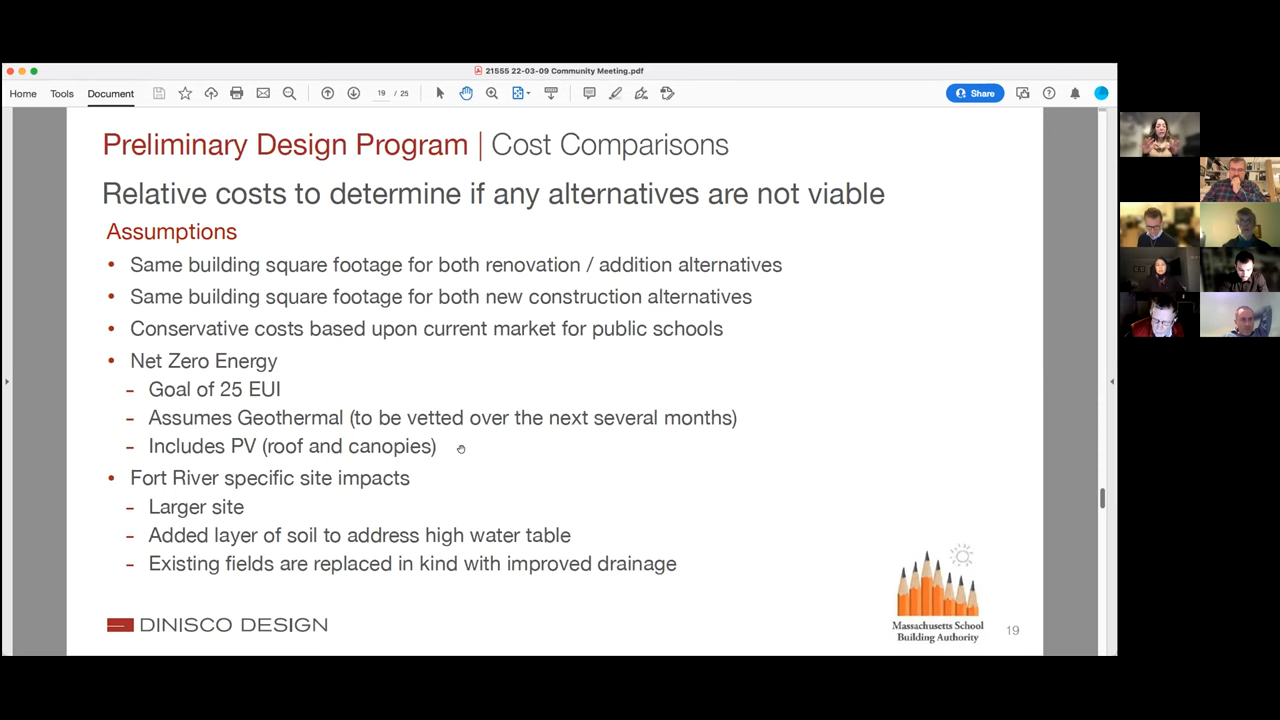 21555 22-03-09 Community Meeting.pdf
Home Tools Document 19 / 25 Share
Preliminary Design Program | Cost Comparisons
Relative costs to determine if any alternatives are not viable
Assumptions
• Same building square footage for both renovation / addition alternatives
• Same building square footage for both new construction alternatives
• Conservative costs based upon current market for public schools
• Net Zero Energy
- Goal of 25 EUI
- Assumes Geothermal (to be vetted over the next several months)
- Includes PV (roof and canopies)
• Fort River specific site impacts
- Larger site
- Added layer of soil to address high water table
- Existing fields are replaced in kind with improved drainage
DINISCO DESIGN
Massachusetts School
Building Authority
19